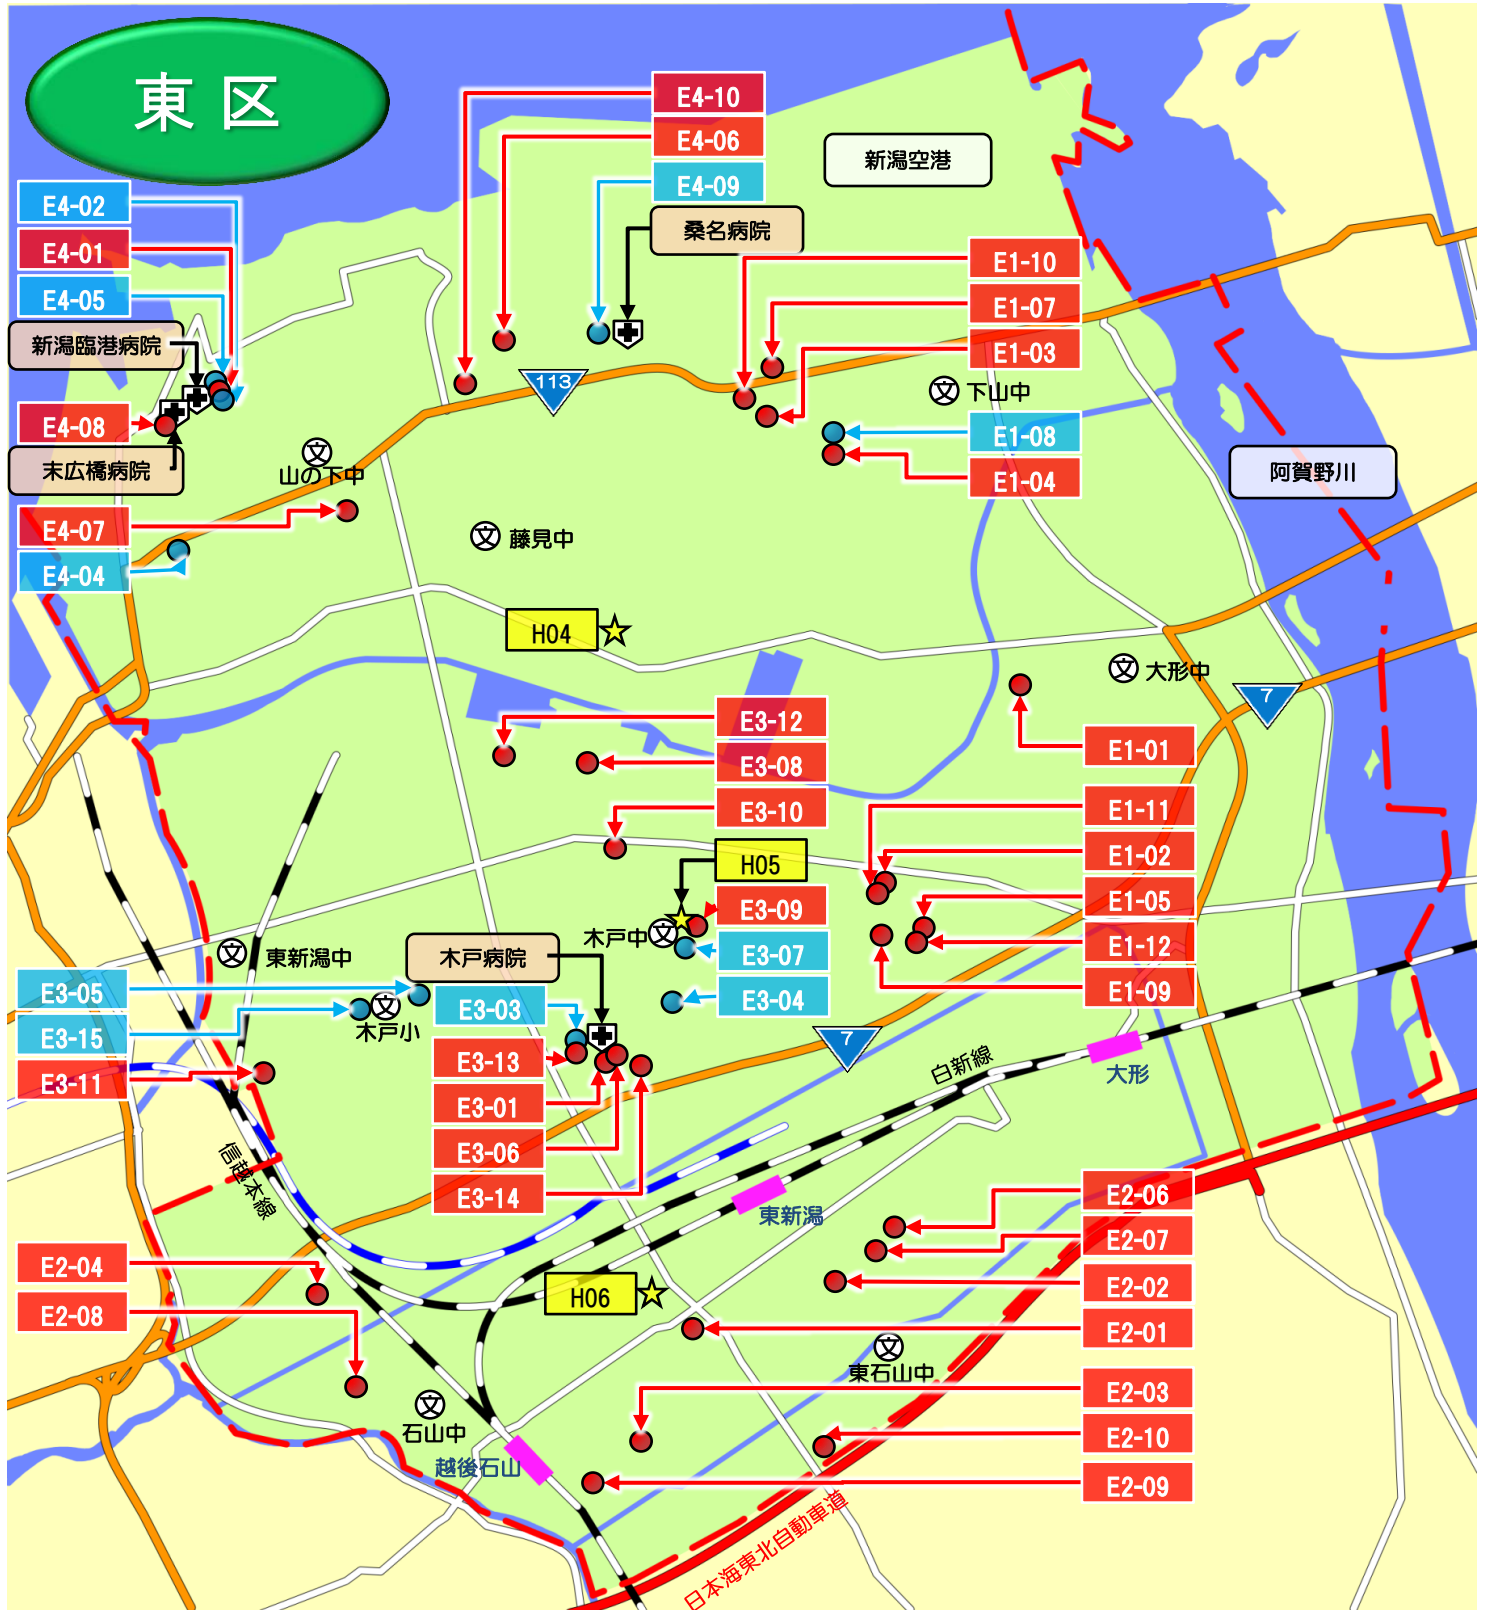 東区
E4-10
E4-06
E4-09
新潟空港
桑名病院
E4-02
E4-01
E4-05
新潟臨港病院
E4-08
末広橋病院
E4-07
E4-04
E1-10
E1-07
E1-03
下山中
E1-08
E1-04
阿賀野川
113
山の下中
藤見中
H04
大形中
7
E1-01
E3-12
E3-08
E3-10
H05
E3-09
木戸中
E3-07
E3-04
E1-11
E1-02
E1-05
E1-12
E1-09
東新潟中
木戸病院
E3-05
E3-15
E3-11
木戸小
E3-03
E3-13
E3-01
E3-06
E3-14
7
白新線
大形
信越本線
東新潟
E2-06
E2-07
E2-02
E2-01
E2-04
E2-08
H06
東石山中
E2-03
E2-10
E2-09
石山中
越後石山
日本海東北自動車道
文
文
文
文
文
文
文
文
文